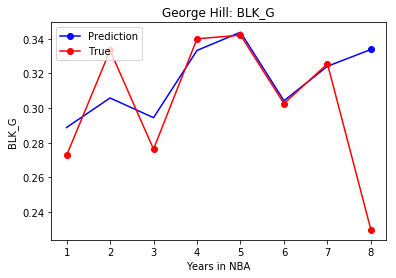 George Hill: BLK_G
Prediction
True
BLK_G
0.34
0.32
0.30
0.28
0.26
0.24
1 2 3 4 5 6 7 8
Years in NBA